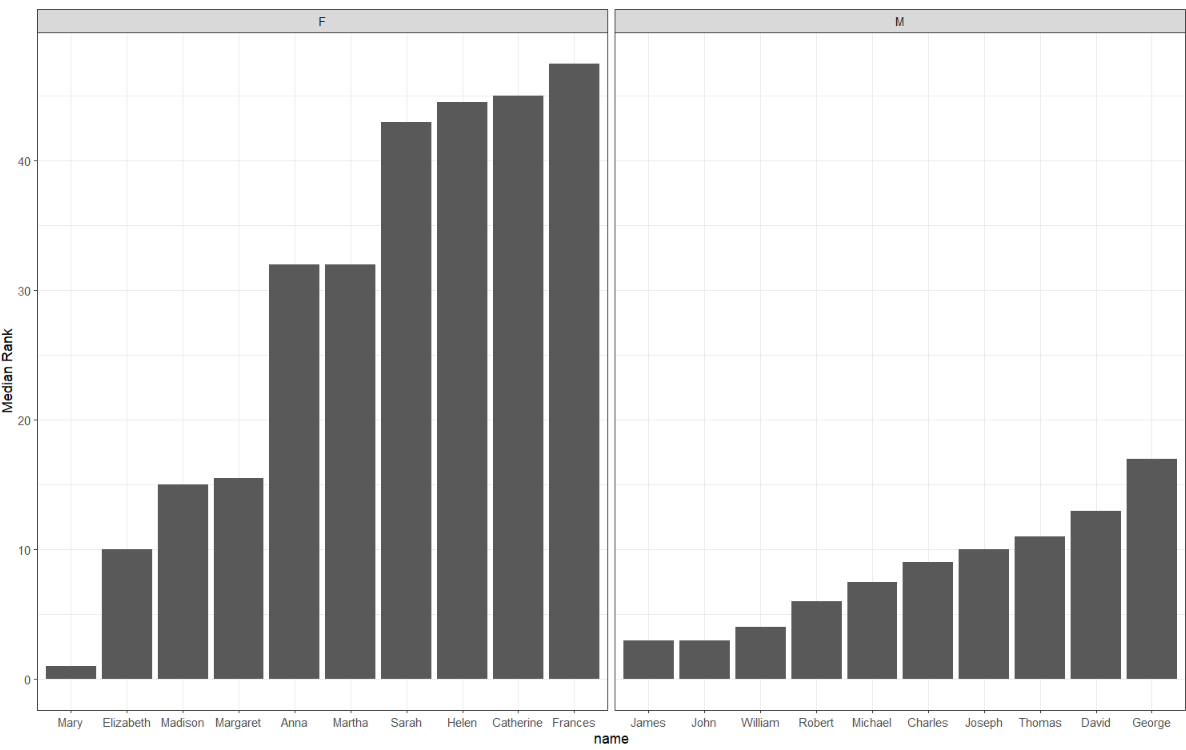 F
M
Median Rank
40
30
20
10
0
Mary Elizabeth Madison Margaret Anna Martha Sarah Helen Catherine Frances
James John William Robert Michael Charles Joseph Thomas David George
name